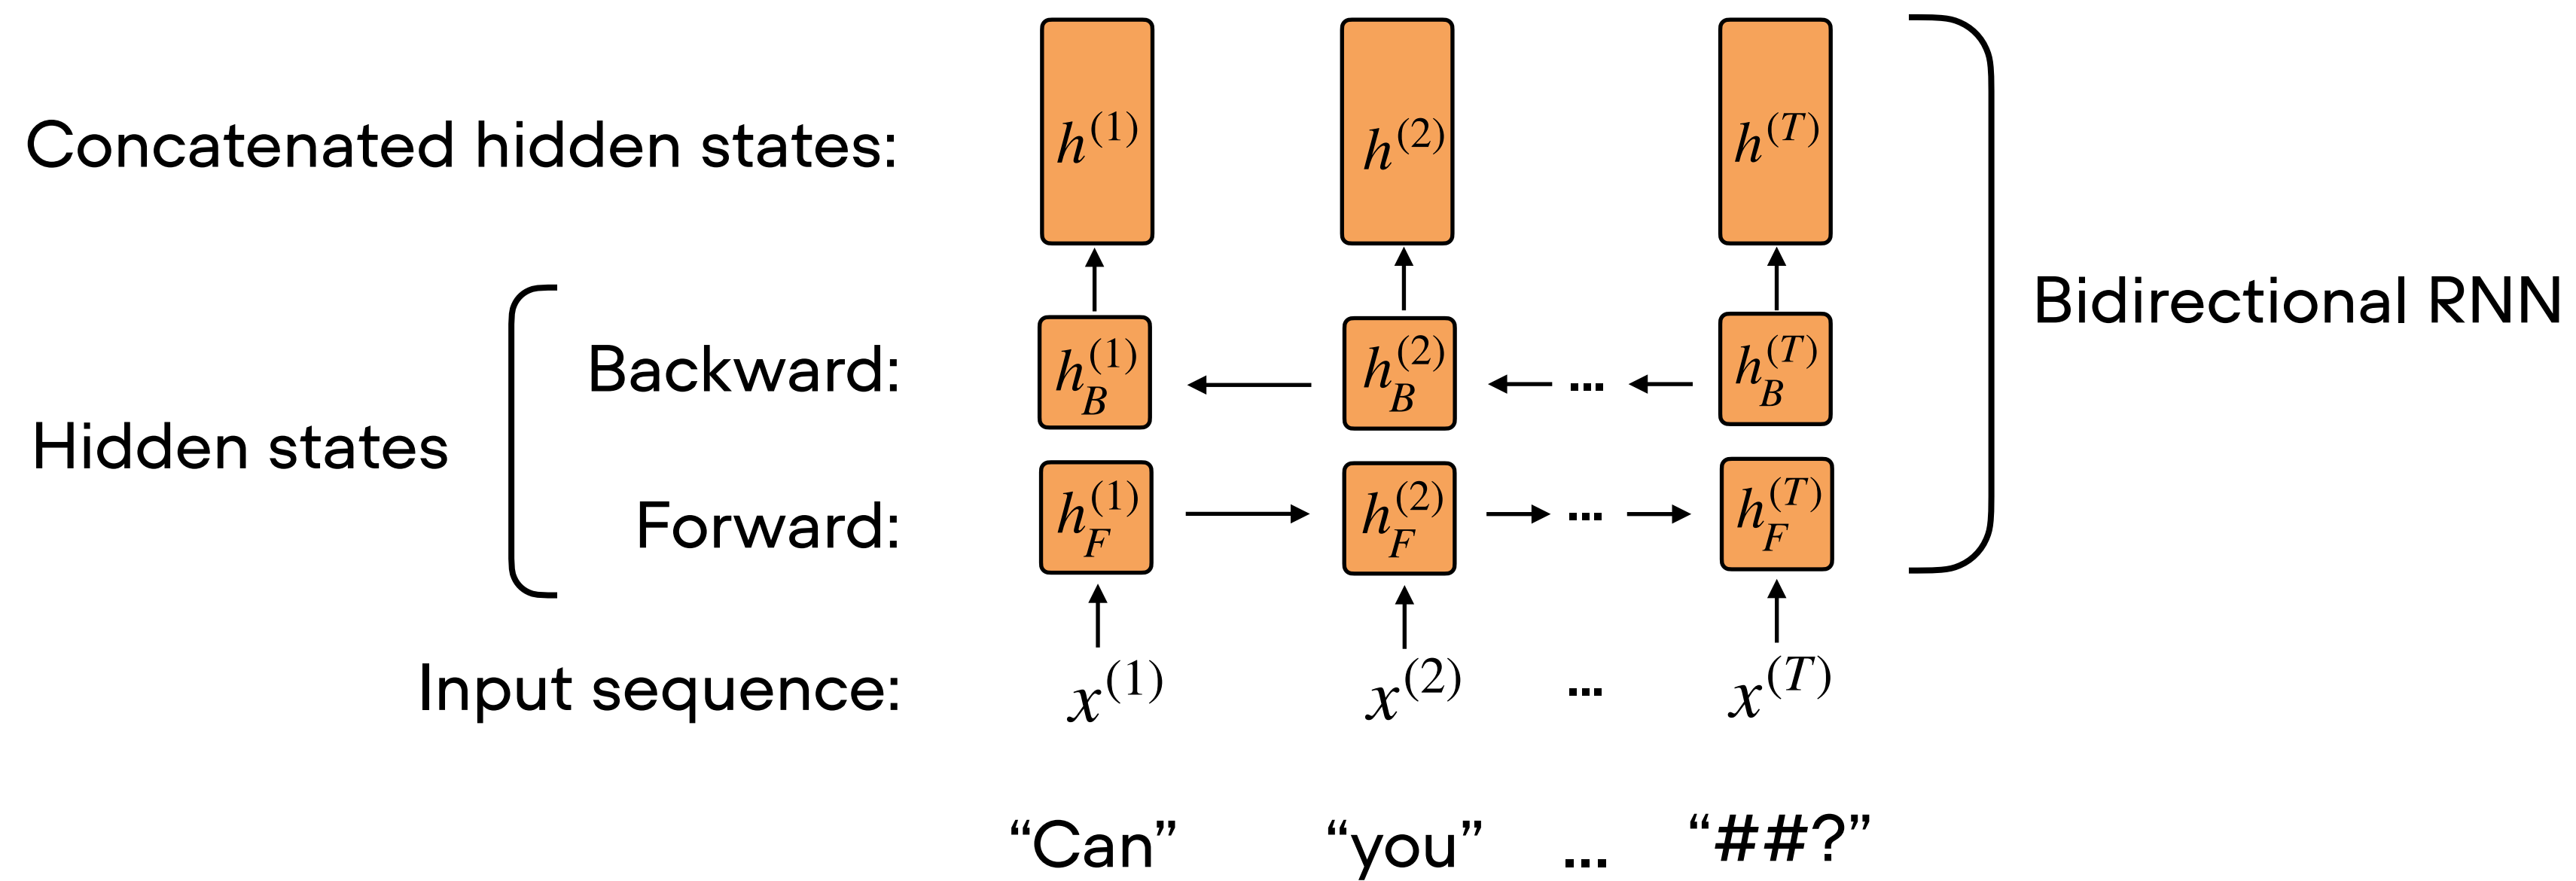 Concatenated hidden states: h^(1) h^(2) h^(T)
Bidirectional RNN
Hidden states
Backward: h_B^(1) h_B^(2) ... h_B^(T)
Forward: h_F^(1) h_F^(2) ... h_F^(T)
Input sequence: x^(1) x^(2) ... x^(T)
“Can” “you” ... “##?”